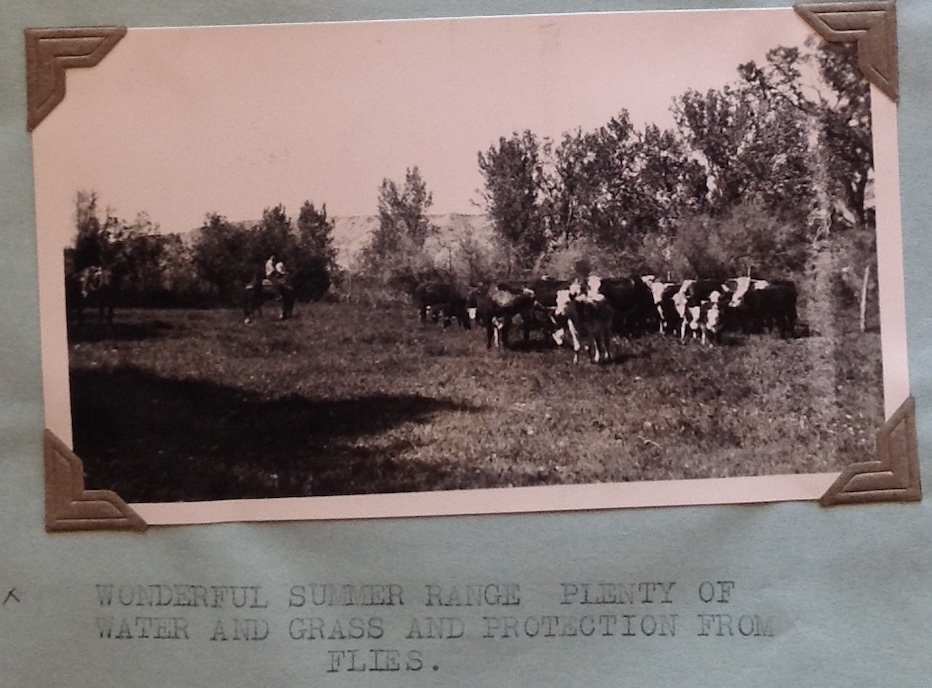 WONDERFUL SUMMER RANGE PLENTY OF
WATER AND GRASS AND PROTECTION FROM
FLIES.